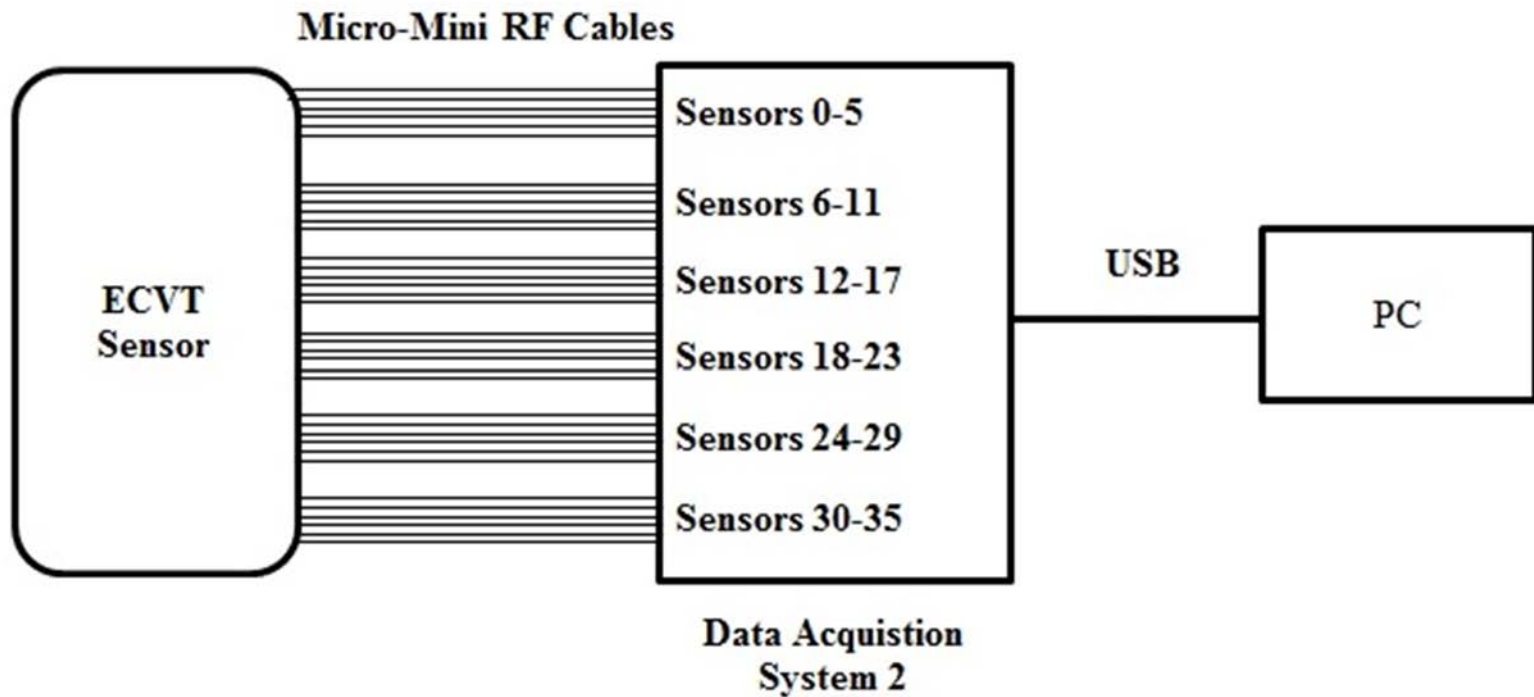 Micro-Mini RF Cables
ECVT
Sensor
Sensors 0-5
Sensors 6-11
Sensors 12-17
Sensors 18-23
Sensors 24-29
Sensors 30-35
USB
PC
Data Acquistion
System 2